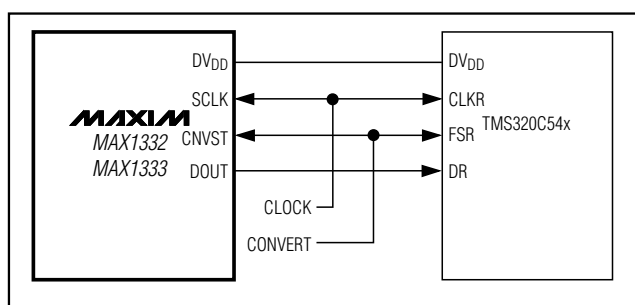 DVDD
SCLK
CNVST
DOUT
MAXIM
MAX1332
MAX1333
DVDD
CLKR
FSR
DR
TMS320C54x
CLOCK
CONVERT